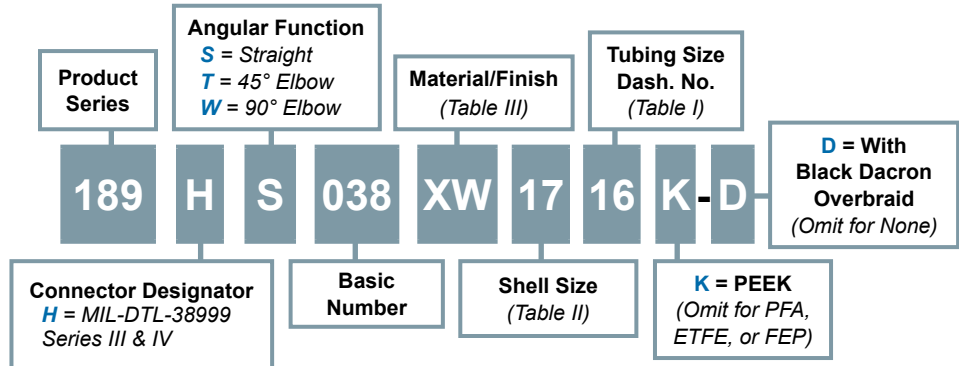 Product
Series
Angular Function
S = Straight
T = 45° Elbow
W = 90° Elbow
Material/Finish
(Table III)
Tubing Size
Dash. No.
(Table I)
D = With
Black Dacron
Overbraid
(Omit for None)
189 H S 038 XW 17 16 K - D
Connector Designator
H = MIL-DTL-38999
Series III & IV
Basic
Number
Shell Size
(Table II)
K = PEEK
(Omit for PFA,
ETFE, or FEP)